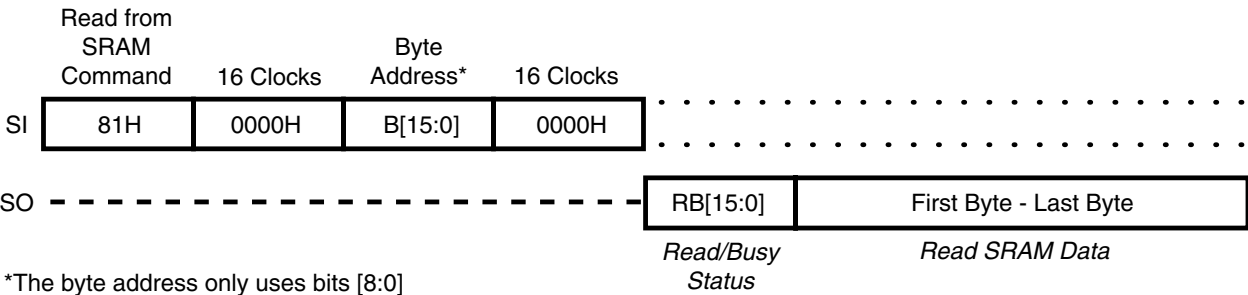 Read from
SRAM
Command
16 Clocks
Byte
Address*
16 Clocks
SI
81H
0000H
B[15:0]
0000H
SO
RB[15:0]
First Byte - Last Byte
Read/Busy
Status
Read SRAM Data
*The byte address only uses bits [8:0]